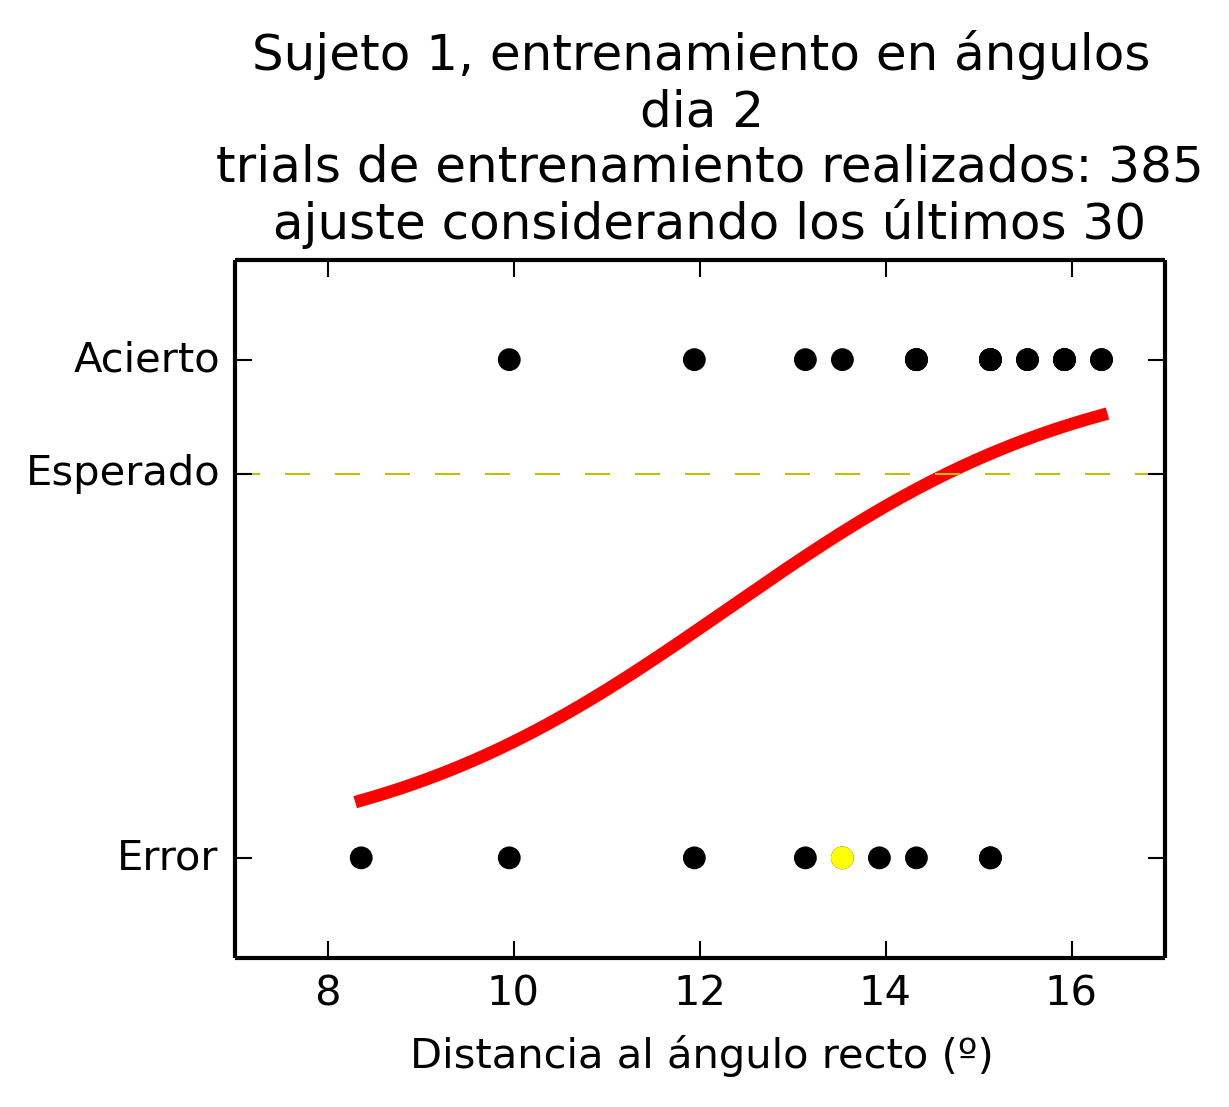 Sujeto 1, entrenamiento en ángulos
dia 2
trials de entrenamiento realizados: 385
ajuste considerando los últimos 30
Acierto
Esperado
Error
8 10 12 14 16
Distancia al ángulo recto (º)